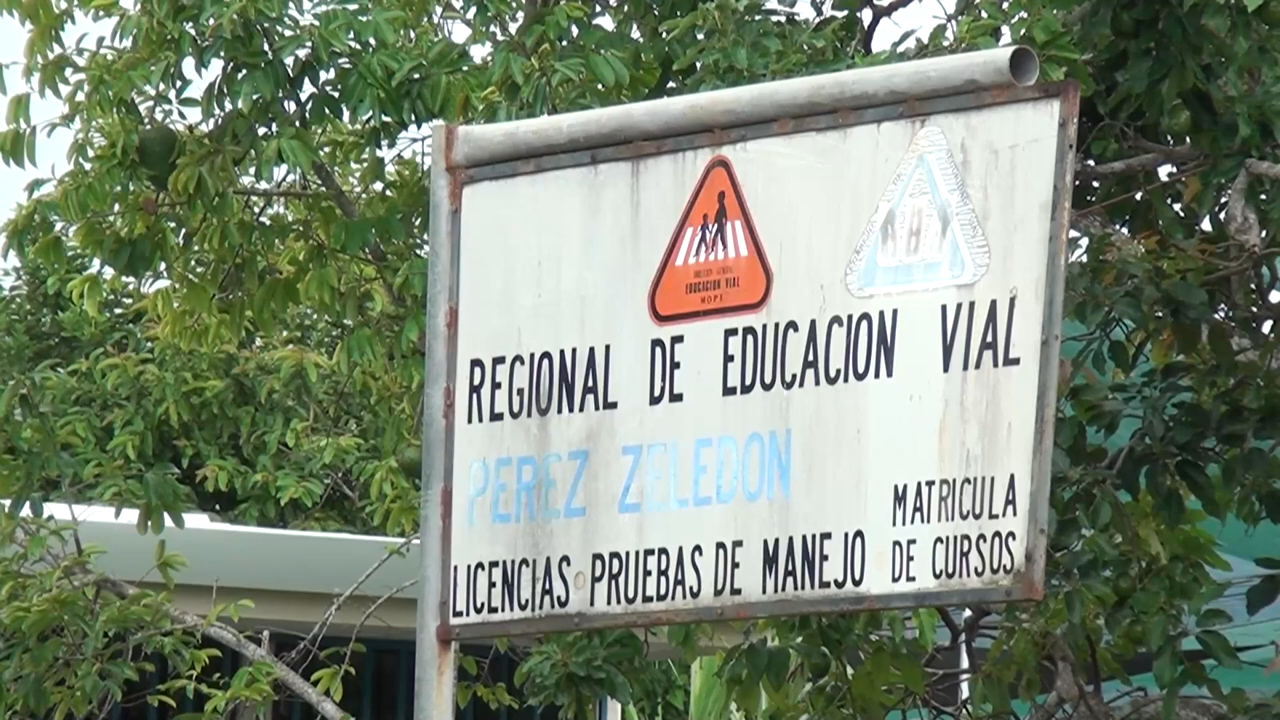 DIRECCION GENERAL
EDUCACION VIAL
MOPT
REGIONAL DE EDUCACION VIAL
PEREZ ZELEDON
LICENCIAS PRUEBAS DE MANEJO
MATRICULA
DE CURSOS